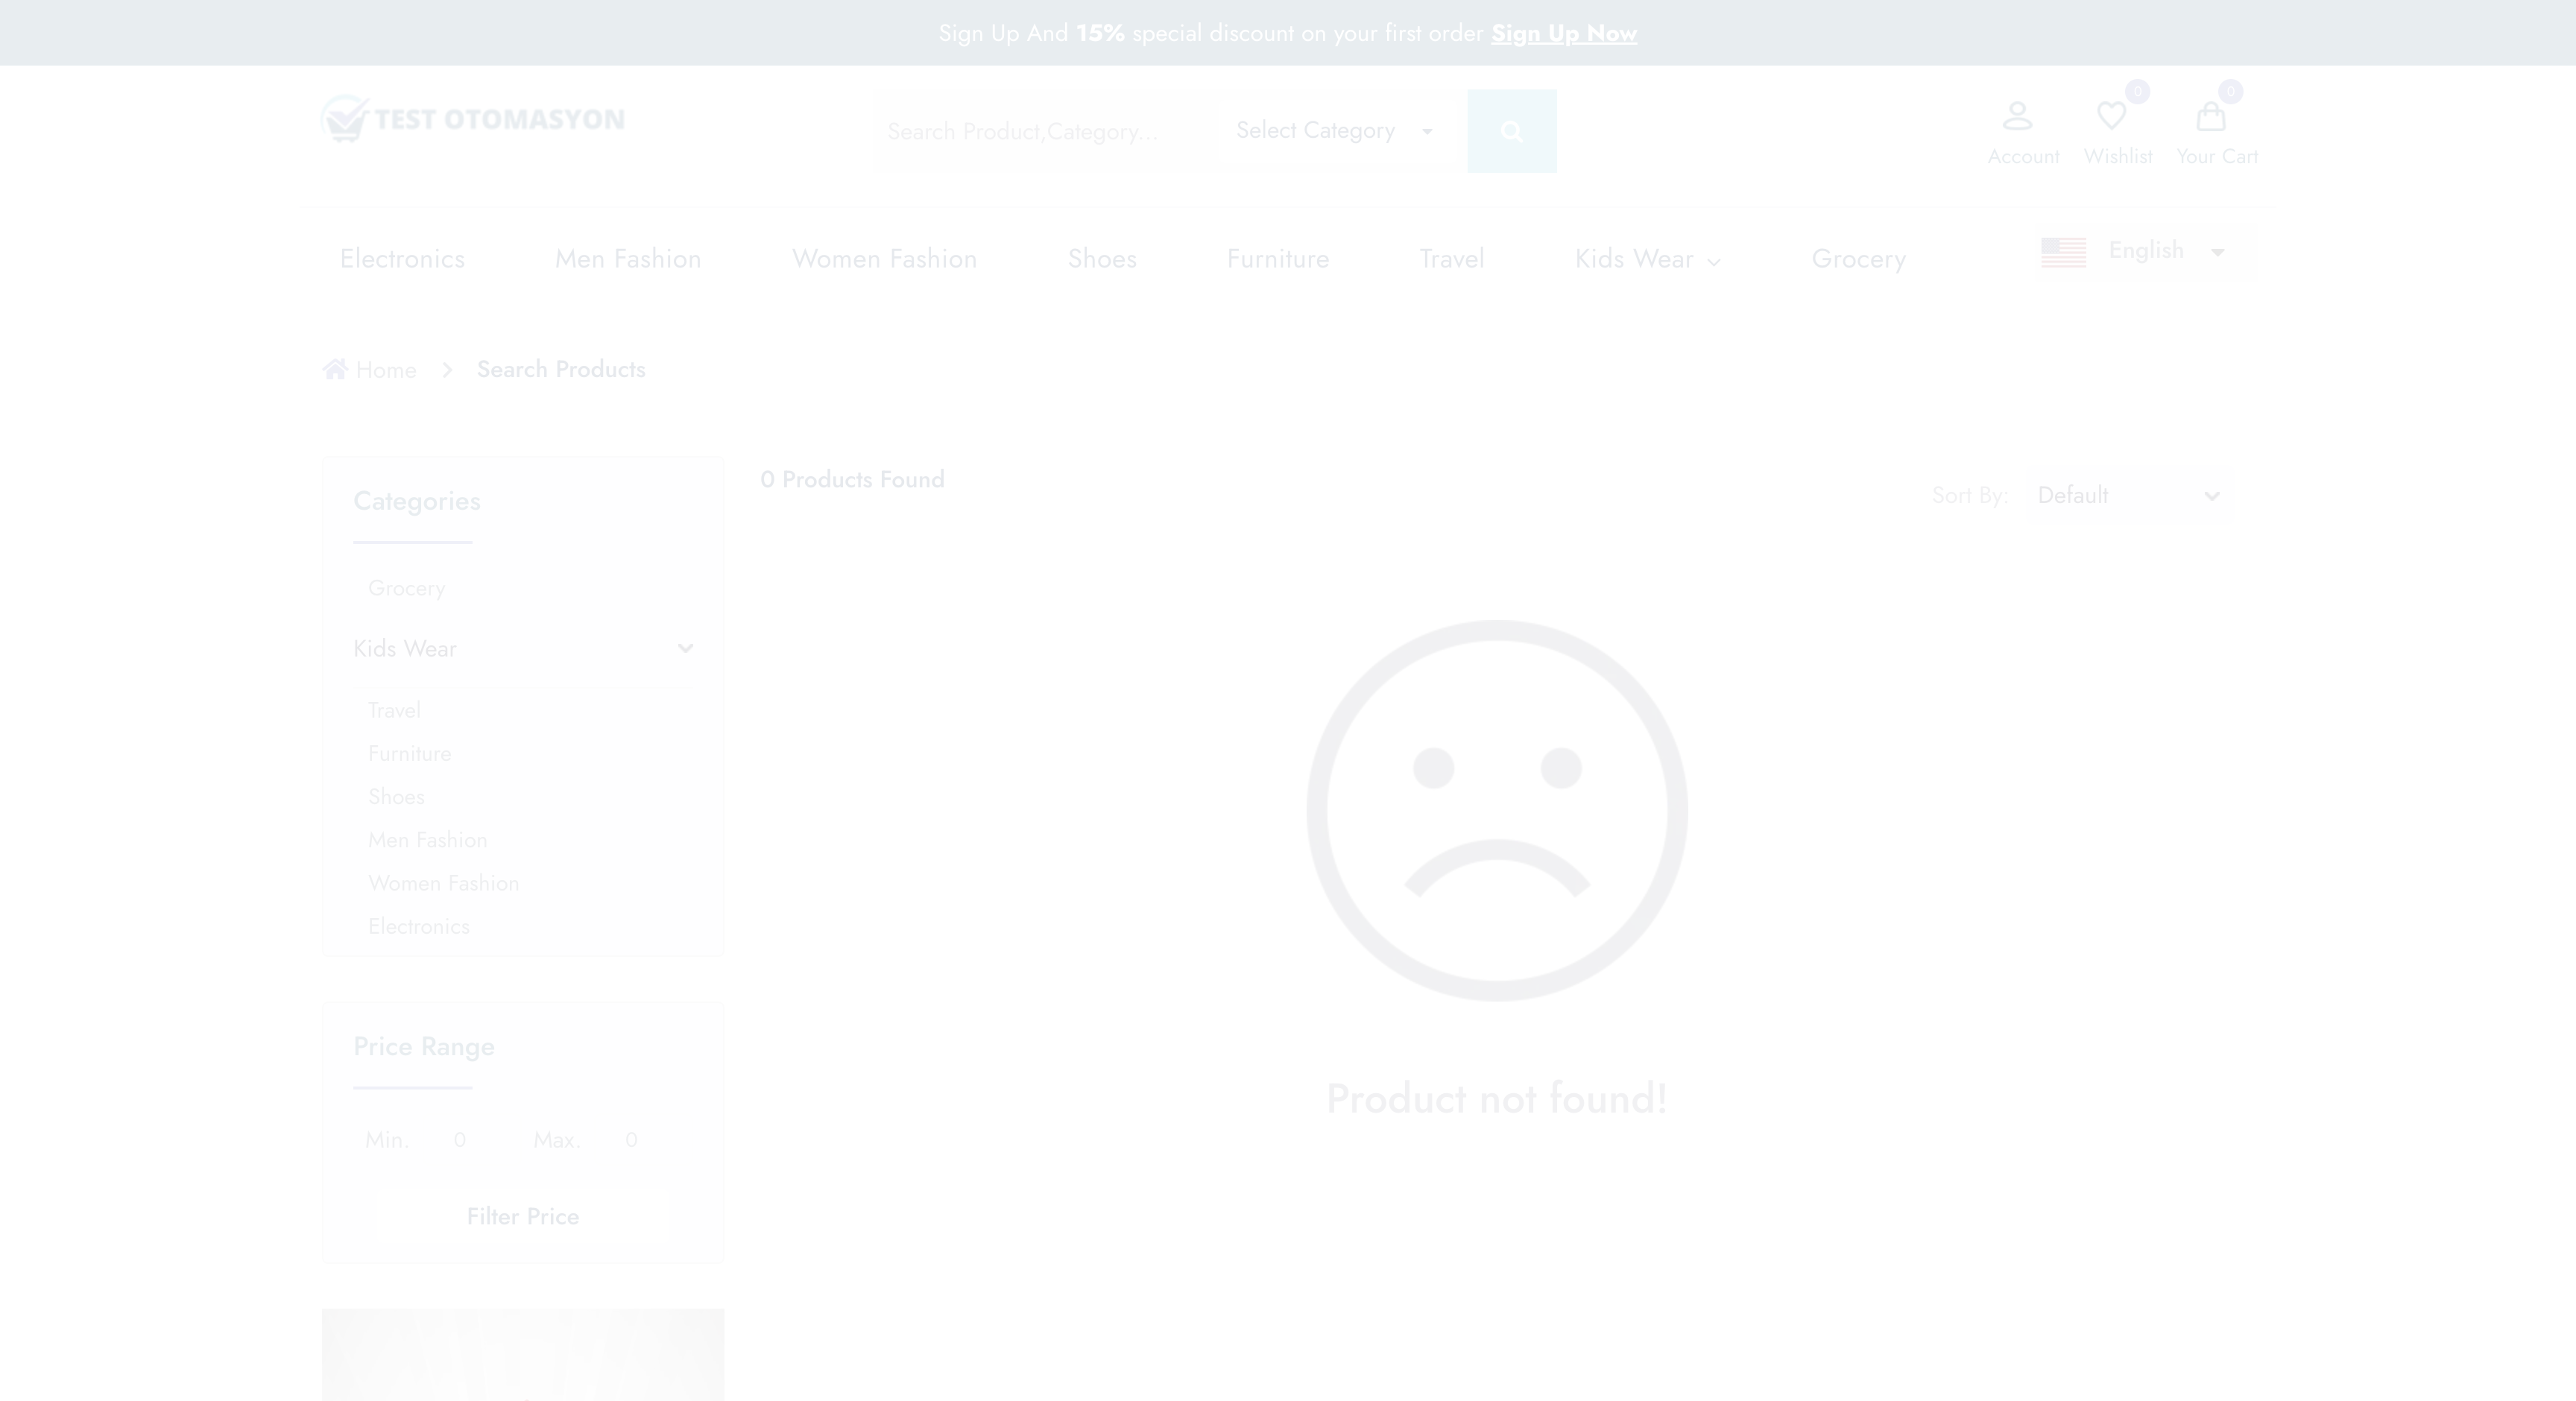 Sign Up And 15% special discount on your first order Sign Up Now
TEST OTOMASYON
Search Product,Category...
Select Category
0
0
Account
Wishlist
Your Cart
Electronics
Men Fashion
Women Fashion
Shoes
Furniture
Travel
Kids Wear
Grocery
English
Home
Search Products
Categories
Grocery
Kids Wear
Travel
Furniture
Shoes
Men Fashion
Women Fashion
Electronics
0 Products Found
Sort By:
Default
Product not found!
Price Range
Min. 0 Max. 0
Filter Price